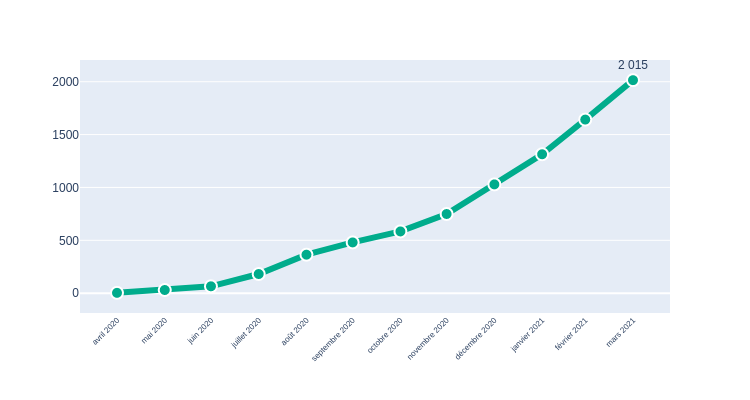 2 015
2000
1500
1000
500
0
avril 2020
mai 2020
juin 2020
juillet 2020
août 2020
septembre 2020
octobre 2020
novembre 2020
décembre 2020
janvier 2021
février 2021
mars 2021